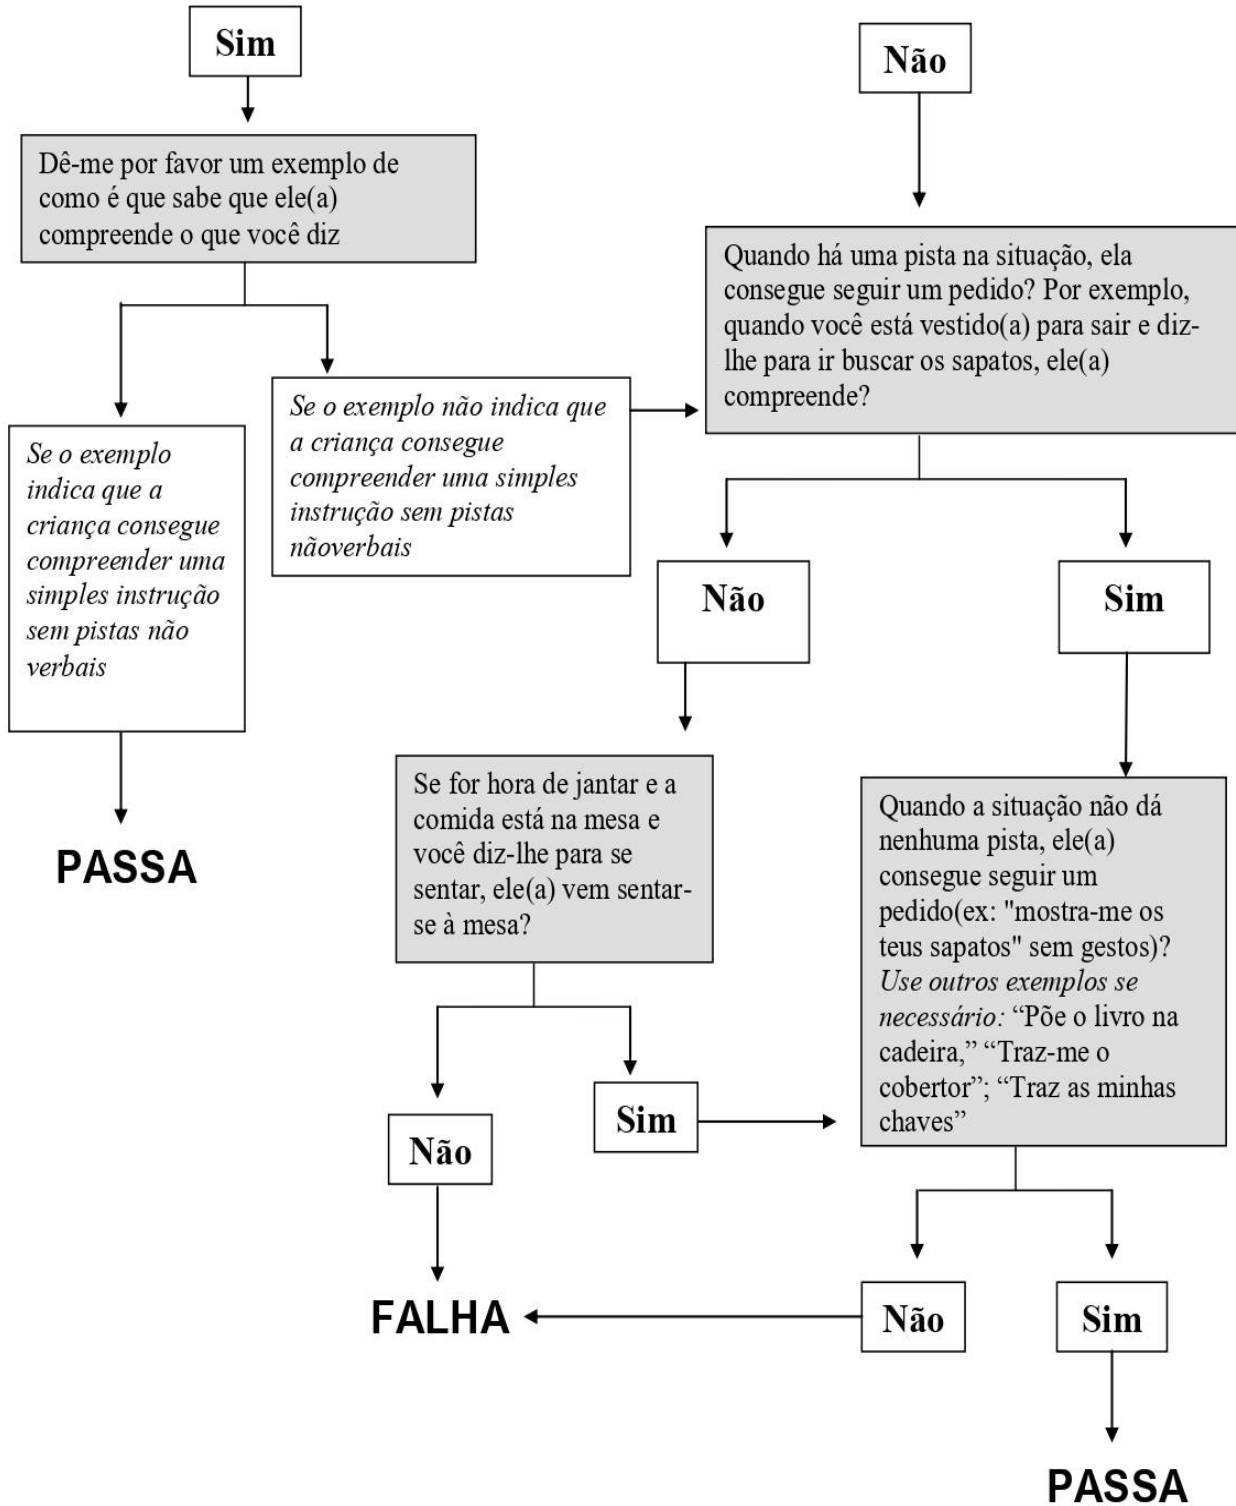 Sim
Não
Dê-me por favor um exemplo de
como é que sabe que ele(a)
compreende o que você diz
Quando há uma pista na situação, ela
consegue seguir um pedido? Por exemplo,
quando você está vestido(a) para sair e diz-
lhe para ir buscar os sapatos, ele(a)
compreende?
Se o exemplo não indica que
a criança consegue
compreender uma simples
instrução sem pistas
nãoverbais
Se o exemplo
indica que a
criança consegue
compreender uma
simples instrução
sem pistas não
verbais
Não
Sim
PASSA
Se for hora de jantar e a
comida está na mesa e
você diz-lhe para se
sentar, ele(a) vem sentar-
se à mesa?
Quando a situação não dá
nenhuma pista, ele(a)
consegue seguir um
pedido(ex: "mostra-me os
teus sapatos" sem gestos)?
Use outros exemplos se
necessário: “Põe o livro na
cadeira,” “Traz-me o
cobertor”; “Traz as minhas
chaves”
Não
Sim
FALHA
Não
Sim
PASSA